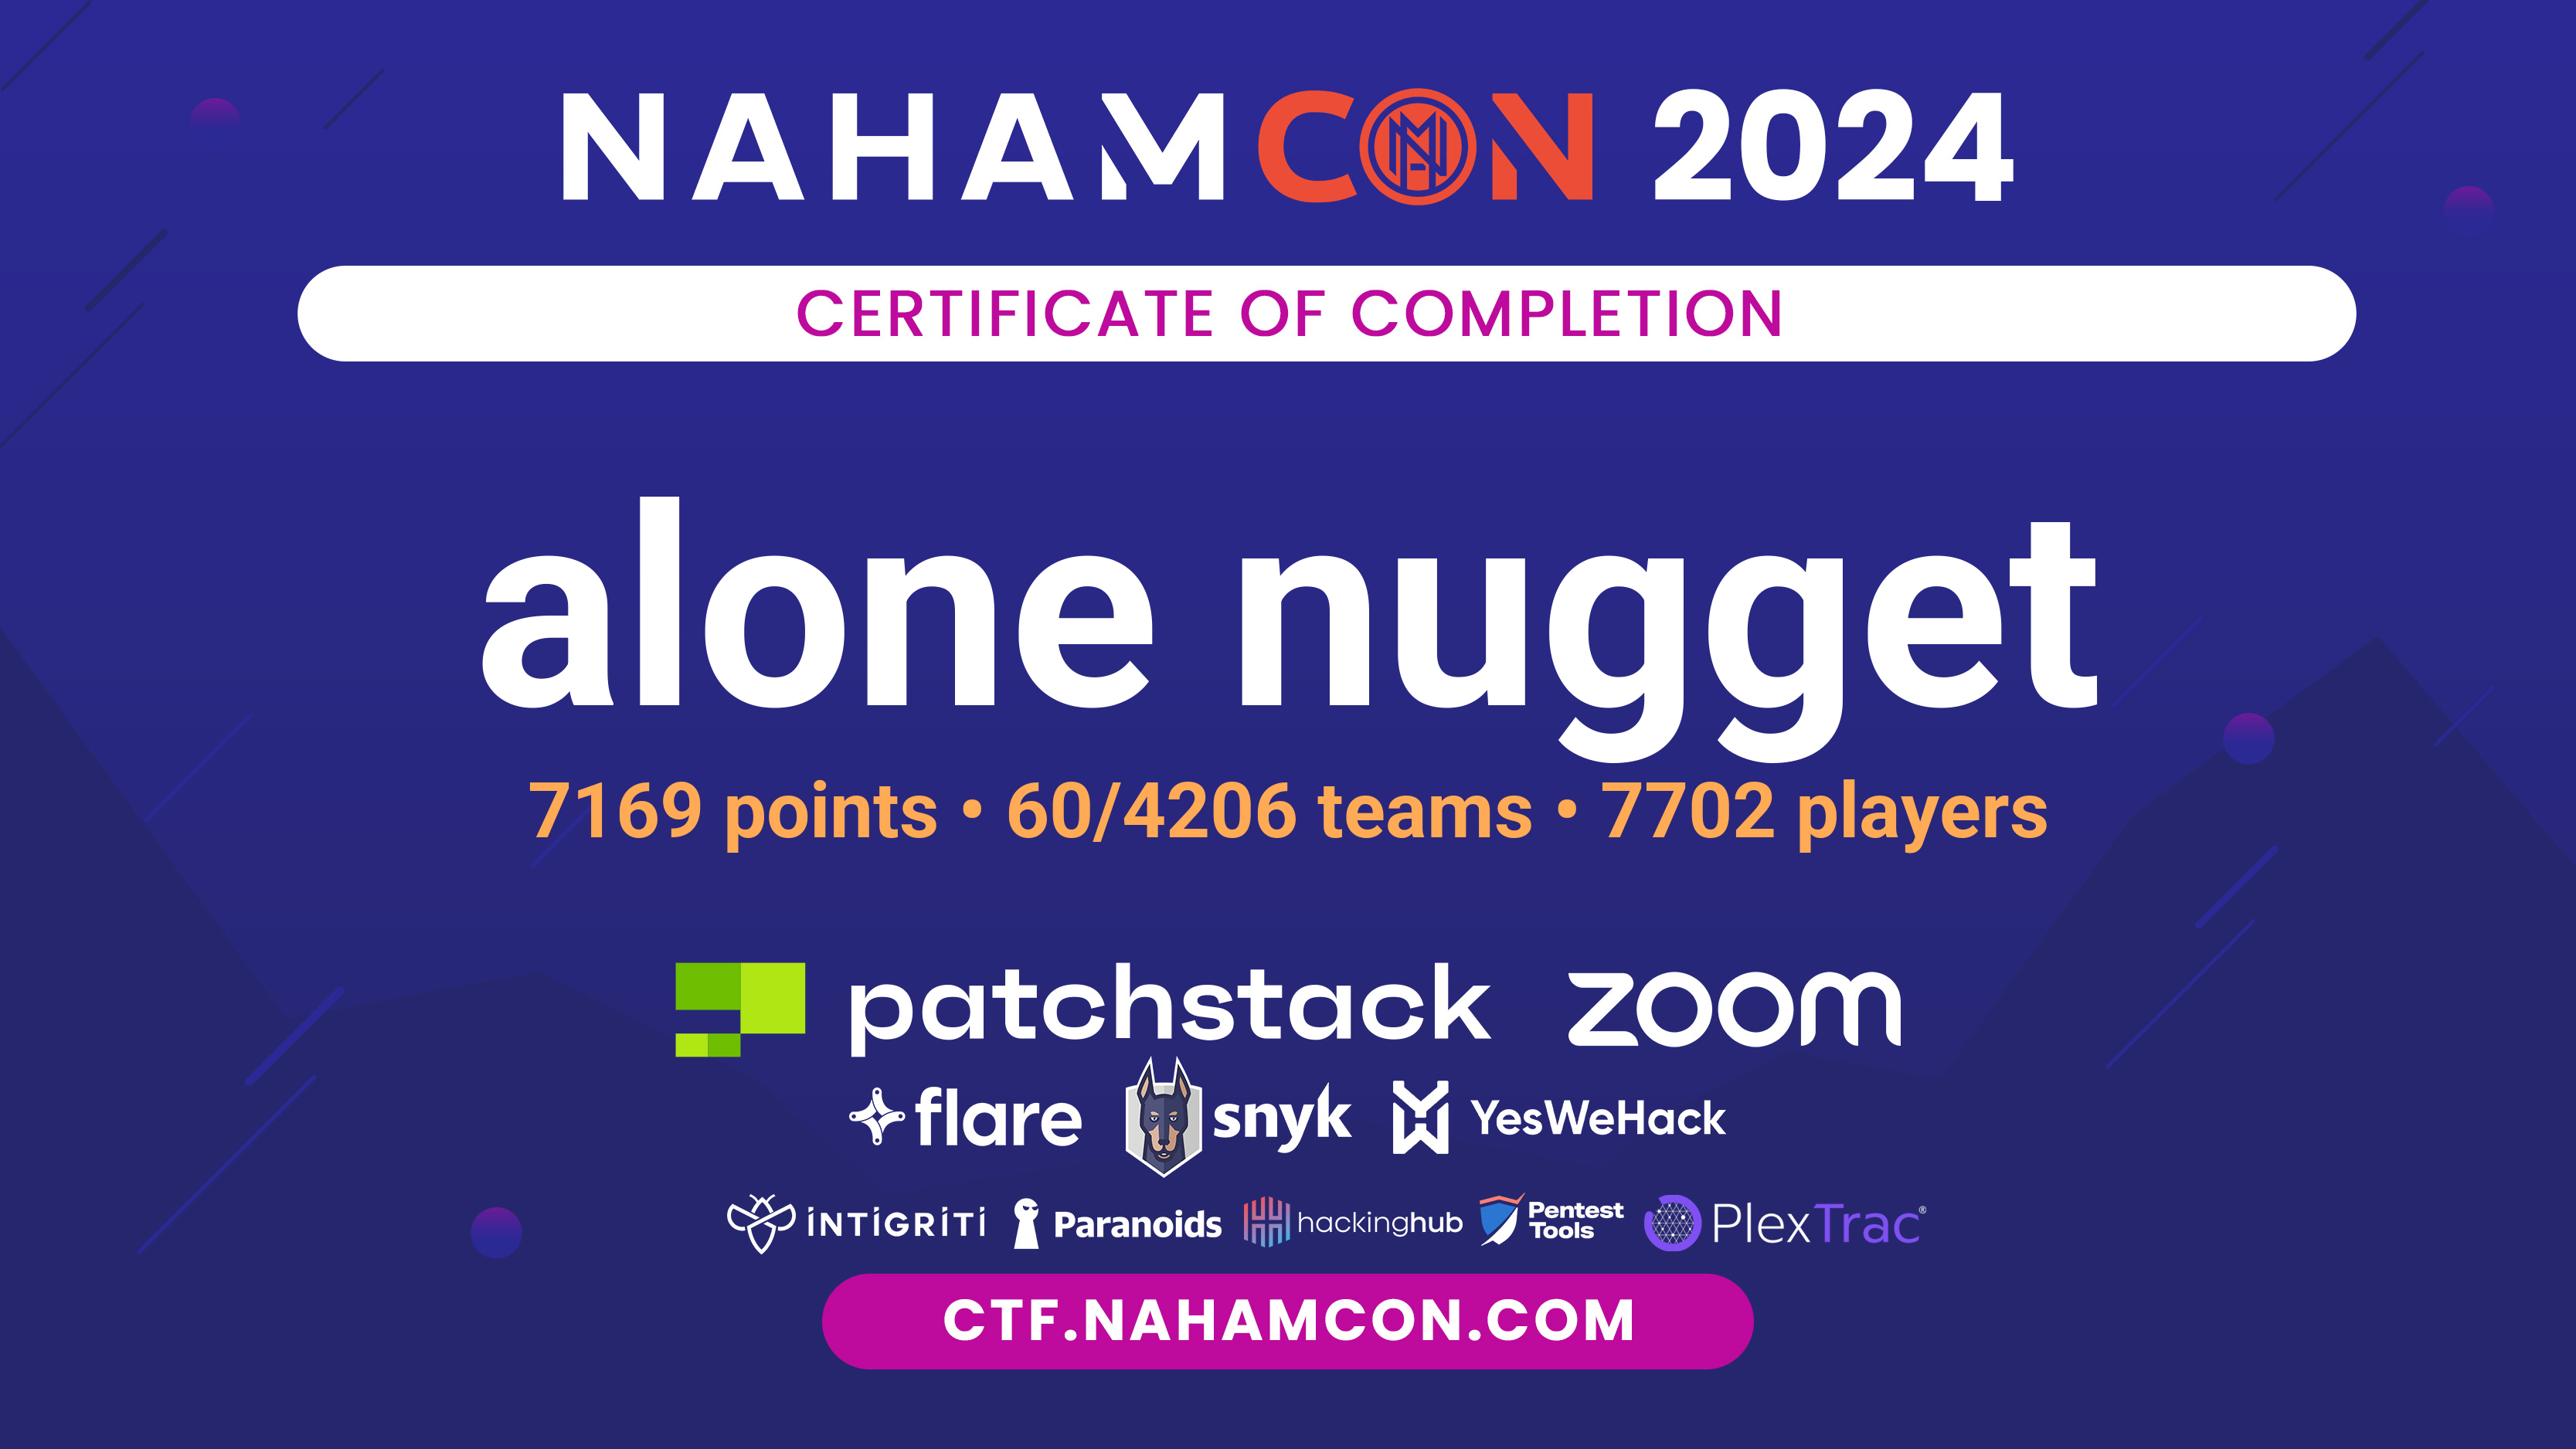 NAHAMCON 2024
CERTIFICATE OF COMPLETION
alone nugget
7169 points • 60/4206 teams • 7702 players
patchstack zoom
flare snyk YesWeHack
INTIGRITI Paranoids hackinghub Pentest Tools PlexTrac®
CTF.NAHAMCON.COM